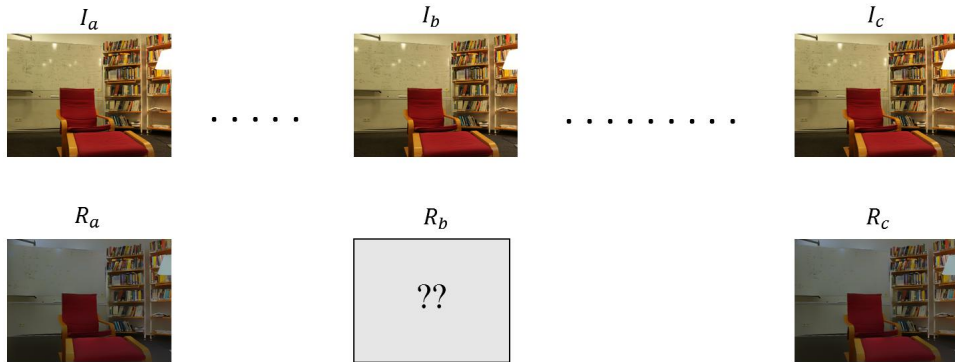 I_a I_b I_c
. . . . . . . . . . . . . .
R_a R_b R_c
??